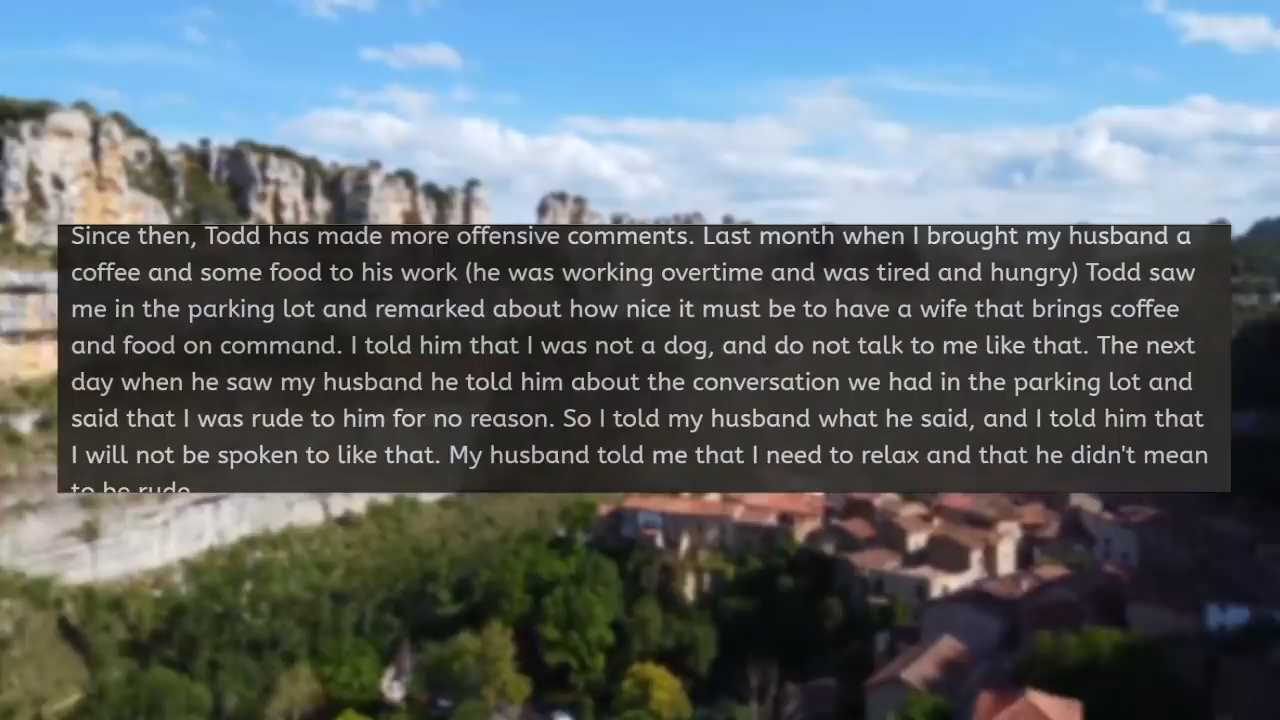 Since then, Todd has made more offensive comments. Last month when I brought my husband a
coffee and some food to his work (he was working overtime and was tired and hungry) Todd saw
me in the parking lot and remarked about how nice it must be to have a wife that brings coffee
and food on command. I told him that I was not a dog, and do not talk to me like that. The next
day when he saw my husband he told him about the conversation we had in the parking lot and
said that I was rude to him for no reason. So I told my husband what he said, and I told him that
I will not be spoken to like that. My husband told me that I need to relax and that he didn't mean
to be rude.